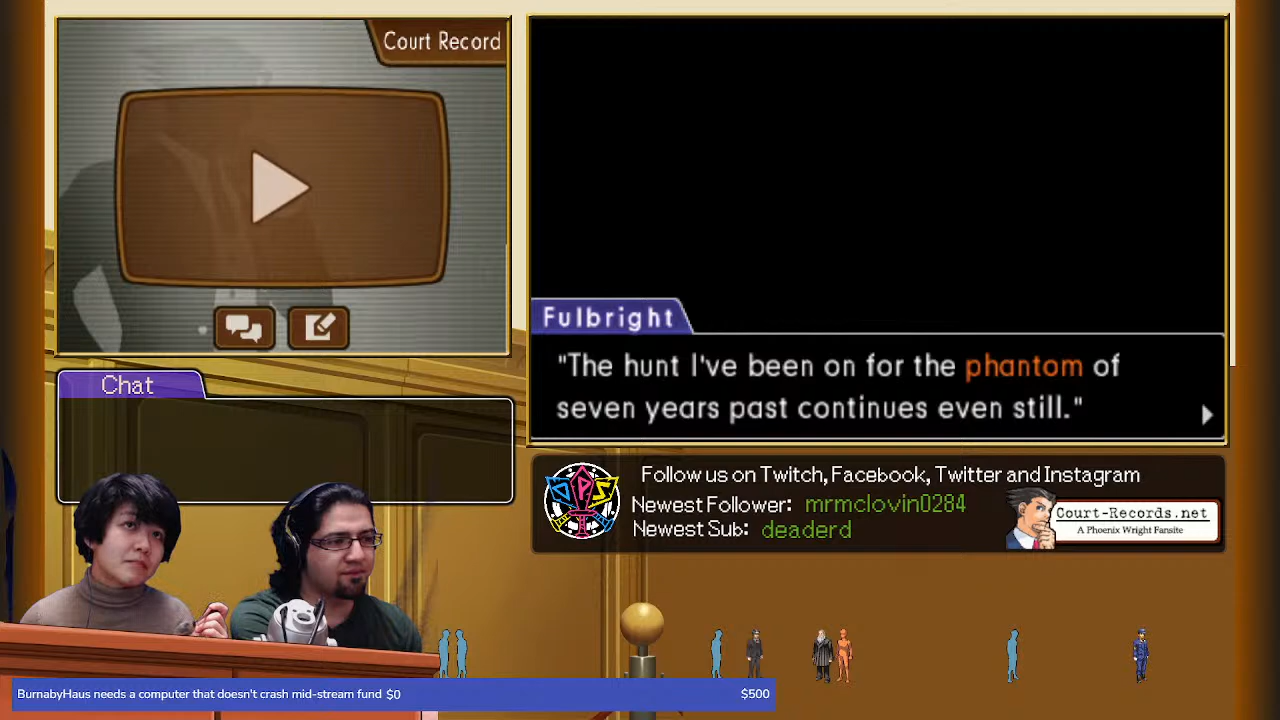 Court Record
Fulbright
"The hunt I've been on for the phantom of
seven years past continues even still."
Chat
Follow us on Twitch, Facebook, Twitter and Instagram
Newest Follower: mrmclovin0284
Newest Sub: deaderd
OPS
Court-Records.net
A Phoenix Wright Fansite
BurnabyHaus needs a computer that doesn't crash mid-stream fund $0
$500